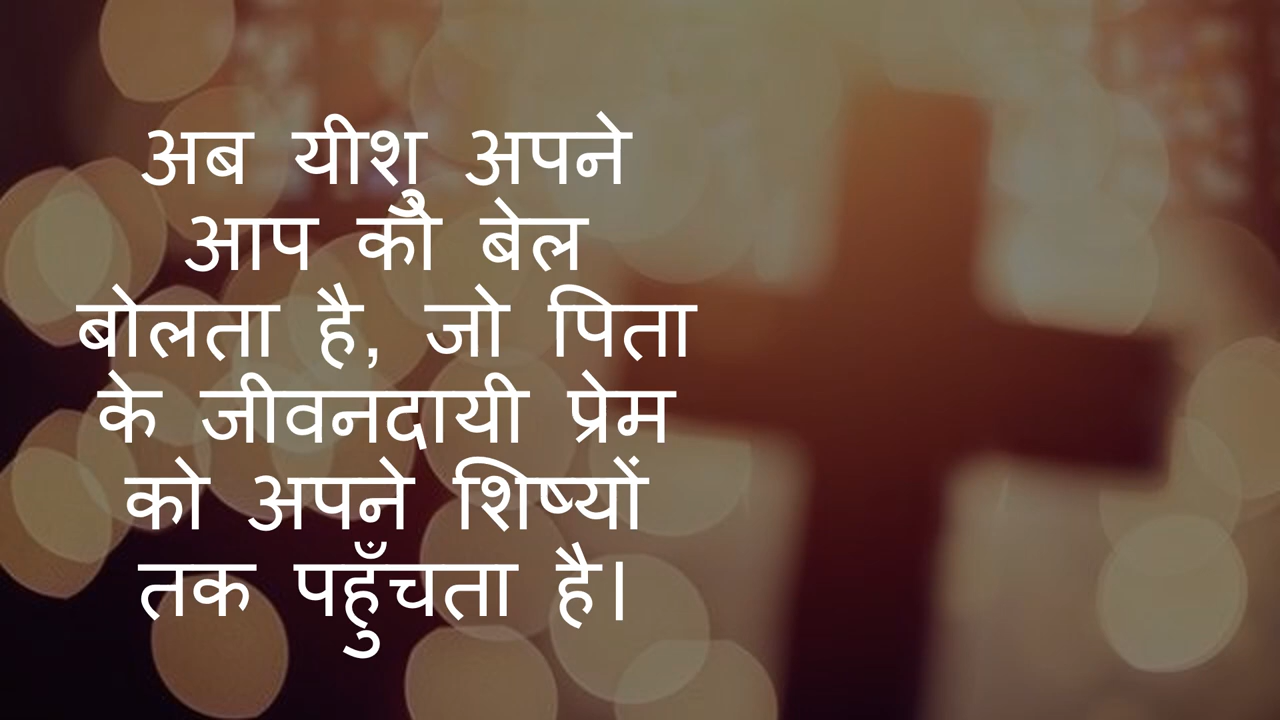 अब यीशु अपने
आप को बेल
बोलता है, जो पिता
के जीवनदायी प्रेम
को अपने शिष्यों
तक पहुँचता है।